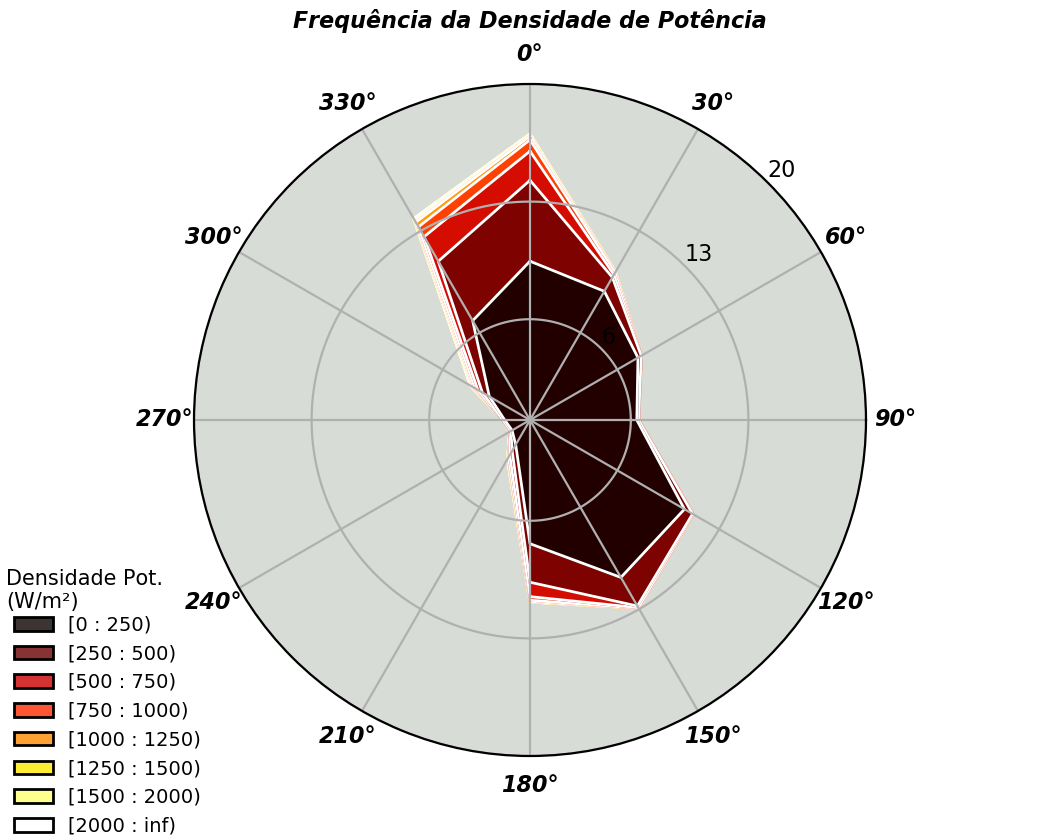 Frequência da Densidade de Potência
0°
330°
30°
20
300°
60°
13
6
270°
90°
240°
120°
210°
150°
180°
Densidade Pot.
(W/m²)
[0 : 250)
[250 : 500)
[500 : 750)
[750 : 1000)
[1000 : 1250)
[1250 : 1500)
[1500 : 2000)
[2000 : inf)